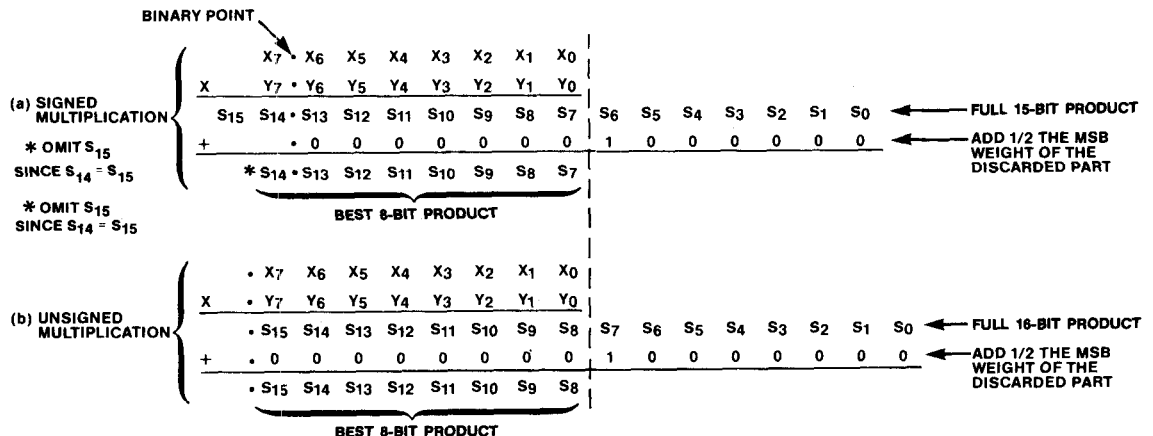 BINARY POINT
X7 • X6 X5 X4 X3 X2 X1 X0
X Y7 • Y6 Y5 Y4 Y3 Y2 Y1 Y0
(a) SIGNED
MULTIPLICATION
S15 S14 • S13 S12 S11 S10 S9 S8 S7 S6 S5 S4 S3 S2 S1 S0
FULL 15-BIT PRODUCT
+ • 0 0 0 0 0 0 0 1 0 0 0 0 0 0
ADD 1/2 THE MSB
WEIGHT OF THE
DISCARDED PART
* OMIT S15
SINCE S14 = S15
* S14 • S13 S12 S11 S10 S9 S8 S7
BEST 8-BIT PRODUCT
* OMIT S15
SINCE S14 = S15
• X7 X6 X5 X4 X3 X2 X1 X0
X • Y7 Y6 Y5 Y4 Y3 Y2 Y1 Y0
(b) UNSIGNED
MULTIPLICATION
• S15 S14 S13 S12 S11 S10 S9 S8 S7 S6 S5 S4 S3 S2 S1 S0
FULL 16-BIT PRODUCT
+ • 0 0 0 0 0 0 0 0 1 0 0 0 0 0 0 0
ADD 1/2 THE MSB
WEIGHT OF THE
DISCARDED PART
• S15 S14 S13 S12 S11 S10 S9 S8
BEST 8-BIT PRODUCT